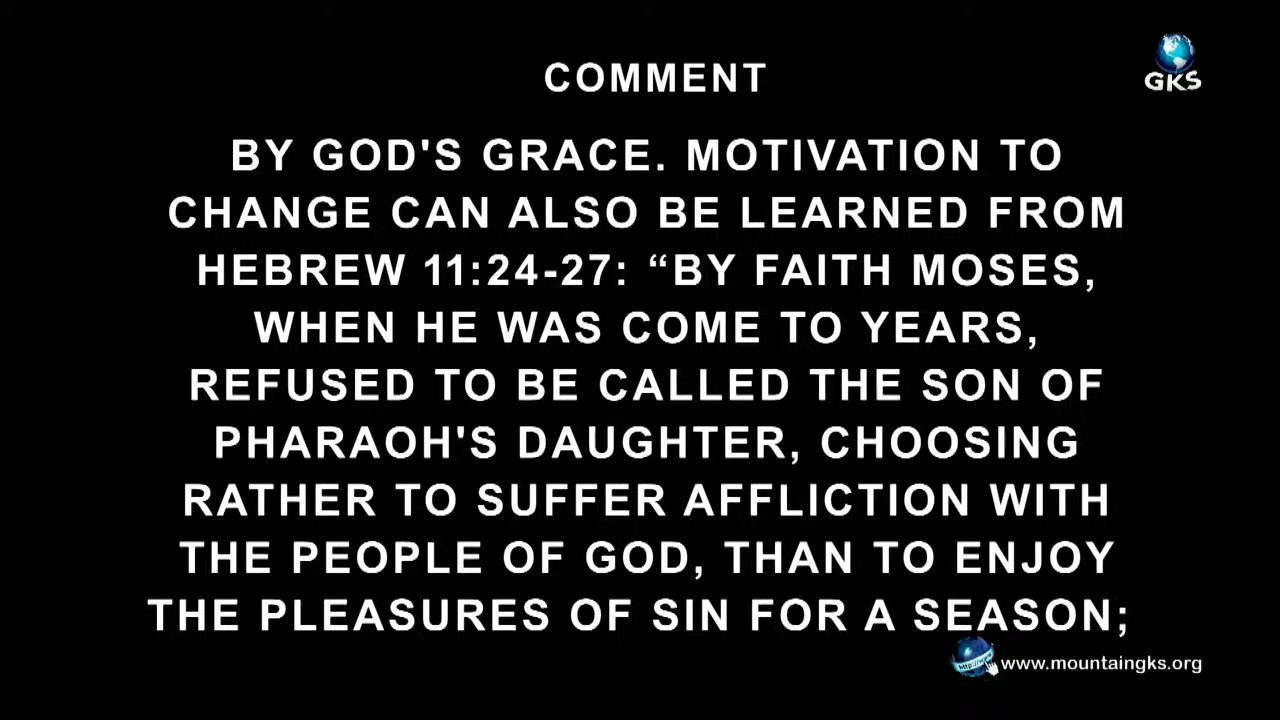 COMMENT
GKS
BY GOD'S GRACE. MOTIVATION TO
CHANGE CAN ALSO BE LEARNED FROM
HEBREW 11:24-27: “BY FAITH MOSES,
WHEN HE WAS COME TO YEARS,
REFUSED TO BE CALLED THE SON OF
PHARAOH'S DAUGHTER, CHOOSING
RATHER TO SUFFER AFFLICTION WITH
THE PEOPLE OF GOD, THAN TO ENJOY
THE PLEASURES OF SIN FOR A SEASON;
www.mountaingks.org